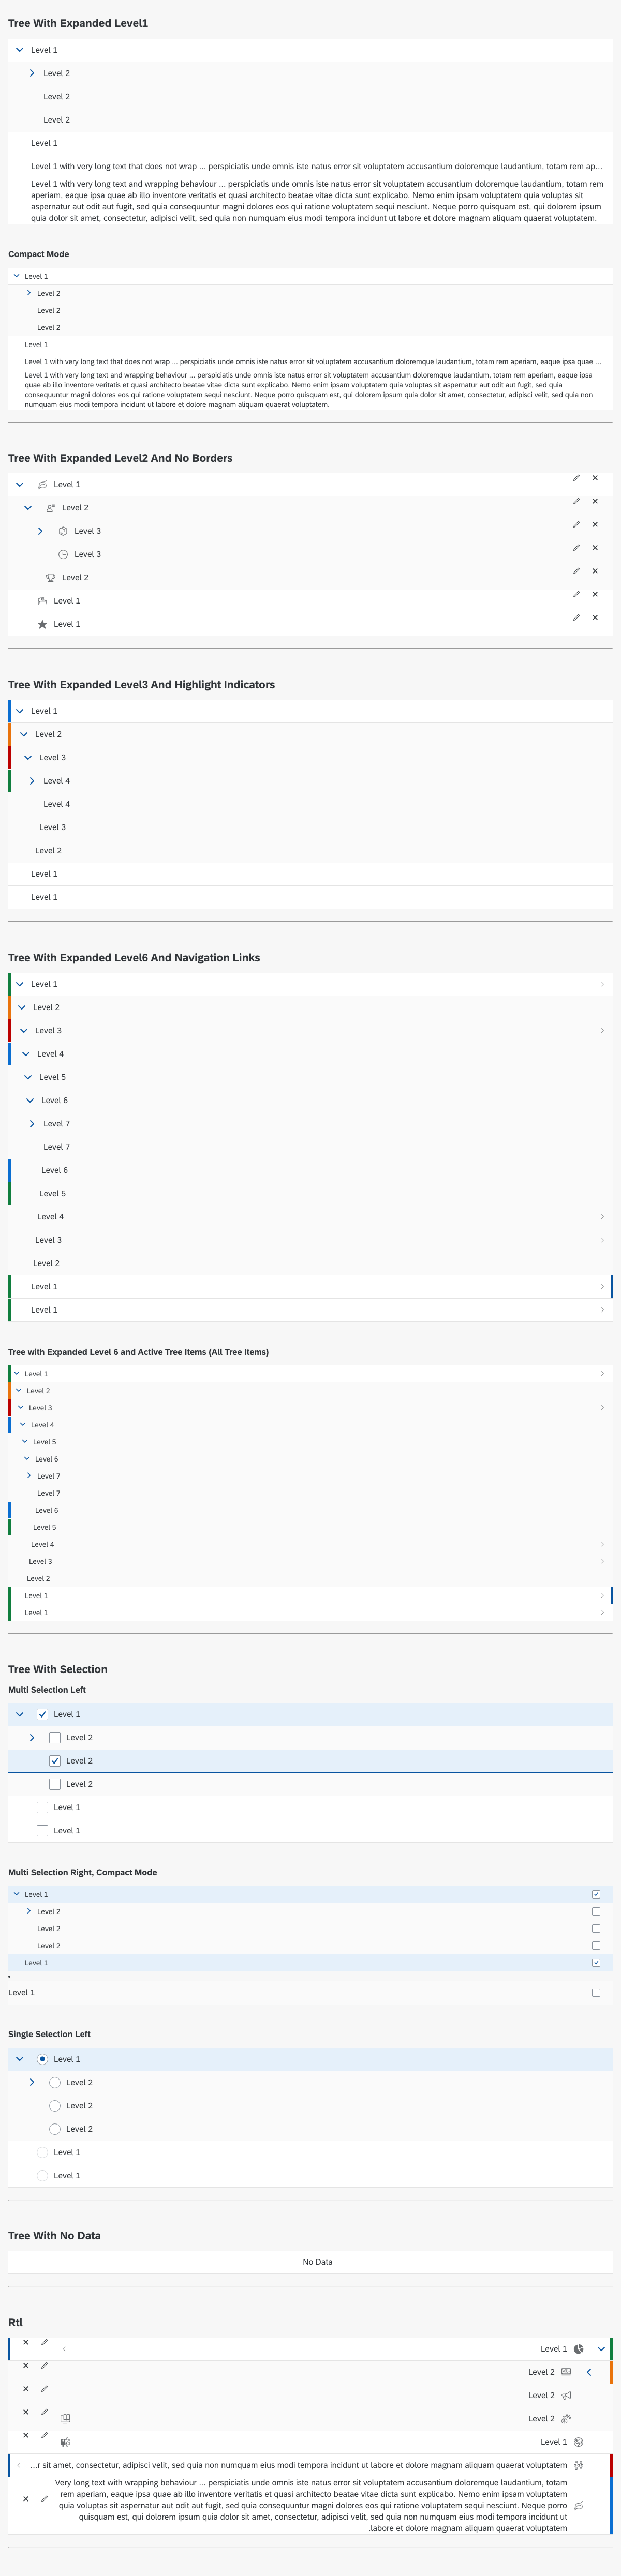 Tree With Expanded Level1
Level 1
Level 2
Level 2
Level 2
Level 1
Level 1 with very long text that does not wrap ... perspiciatis unde omnis iste natus error sit voluptatem accusantium doloremque laudantium, totam rem ap...
Level 1 with very long text and wrapping behaviour ... perspiciatis unde omnis iste natus error sit voluptatem accusantium doloremque laudantium, totam rem
aperiam, eaque ipsa quae ab illo inventore veritatis et quasi architecto beatae vitae dicta sunt explicabo. Nemo enim ipsam voluptatem quia voluptas sit
aspernatur aut odit aut fugit, sed quia consequuntur magni dolores eos qui ratione voluptatem sequi nesciunt. Neque porro quisquam est, qui dolorem ipsum
quia dolor sit amet, consectetur, adipisci velit, sed quia non numquam eius modi tempora incidunt ut labore et dolore magnam aliquam quaerat voluptatem.
Compact Mode
Level 1
Level 2
Level 2
Level 2
Level 1
Level 1 with very long text that does not wrap ... perspiciatis unde omnis iste natus error sit voluptatem accusantium doloremque laudantium, totam rem aperiam, eaque ipsa quae ...
Level 1 with very long text and wrapping behaviour ... perspiciatis unde omnis iste natus error sit voluptatem accusantium doloremque laudantium, totam rem aperiam, eaque ipsa
quae ab illo inventore veritatis et quasi architecto beatae vitae dicta sunt explicabo. Nemo enim ipsam voluptatem quia voluptas sit aspernatur aut odit aut fugit, sed quia
consequuntur magni dolores eos qui ratione voluptatem sequi nesciunt. Neque porro quisquam est, qui dolorem ipsum quia dolor sit amet, consectetur, adipisci velit, sed quia non
numquam eius modi tempora incidunt ut labore et dolore magnam aliquam quaerat voluptatem.
Tree With Expanded Level2 And No Borders
Level 1
Level 2
Level 3
Level 3
Level 2
Level 1
Level 1
Tree With Expanded Level3 And Highlight Indicators
Level 1
Level 2
Level 3
Level 4
Level 4
Level 3
Level 2
Level 1
Level 1
Tree With Expanded Level6 And Navigation Links
Level 1
Level 2
Level 3
Level 4
Level 5
Level 6
Level 7
Level 7
Level 6
Level 5
Level 4
Level 3
Level 2
Level 1
Level 1
Tree with Expanded Level 6 and Active Tree Items (All Tree Items)
Level 1
Level 2
Level 3
Level 4
Level 5
Level 6
Level 7
Level 7
Level 6
Level 5
Level 4
Level 3
Level 2
Level 1
Level 1
Tree With Selection
Multi Selection Left
Level 1
Level 2
Level 2
Level 2
Level 1
Level 1
Multi Selection Right, Compact Mode
Level 1
Level 2
Level 2
Level 2
Level 1
Level 1
Single Selection Left
Level 1
Level 2
Level 2
Level 2
Level 1
Level 1
Tree With No Data
No Data
Rtl
Level 1
Level 2
Level 2
Level 2
Level 1
...r sit amet, consectetur, adipisci velit, sed quia non numquam eius modi tempora incidunt ut labore et dolore magnam aliquam quaerat voluptatem
Very long text with wrapping behaviour ... perspiciatis unde omnis iste natus error sit voluptatem accusantium doloremque laudantium, totam
rem aperiam, eaque ipsa quae ab illo inventore veritatis et quasi architecto beatae vitae dicta sunt explicabo. Nemo enim ipsam voluptatem
quia voluptas sit aspernatur aut odit aut fugit, sed quia consequuntur magni dolores eos qui ratione voluptatem sequi nesciunt. Neque porro
quisquam est, qui dolorem ipsum quia dolor sit amet, consectetur, adipisci velit, sed quia non numquam eius modi tempora incidunt ut
.labore et dolore magnam aliquam quaerat voluptatem